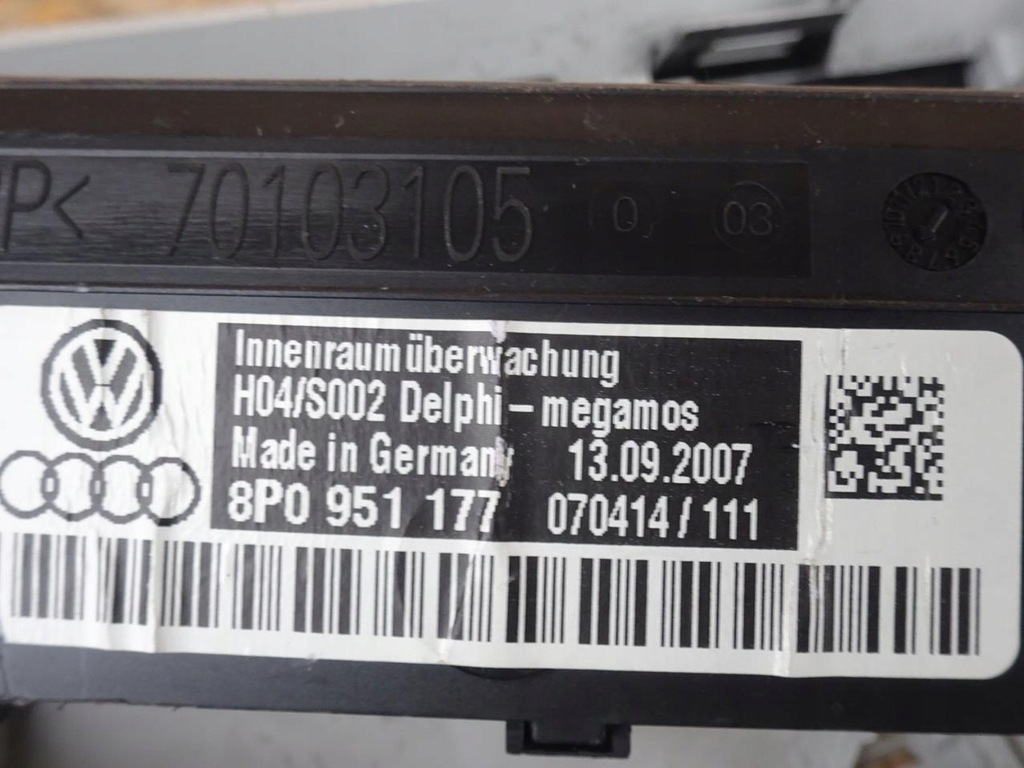 P< 70103105 03
Innenraumüberwachung
H04/S002 Delphi-megamos
Made in Germany 13.09.2007
8P0 951 177 070414/111